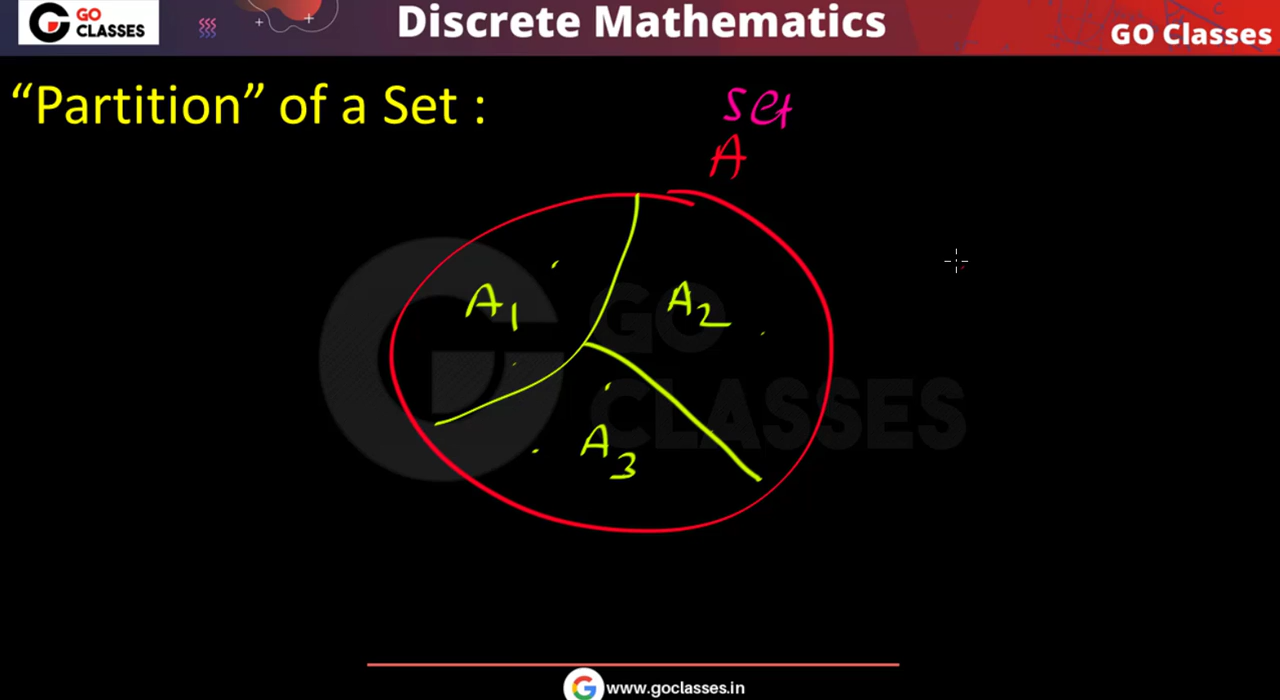 GO
CLASSES
Discrete Mathematics
GO Classes
“Partition” of a Set :
Set
A
A1
A2
A3
GO
CLASSES
www.goclasses.in